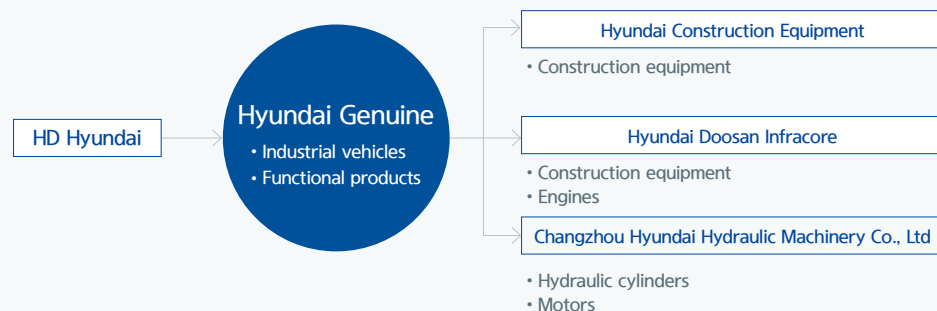 HD Hyundai
Hyundai Genuine
• Industrial vehicles
• Functional products
Hyundai Construction Equipment
• Construction equipment
Hyundai Doosan Infracore
• Construction equipment
• Engines
Changzhou Hyundai Hydraulic Machinery Co., Ltd
• Hydraulic cylinders
• Motors